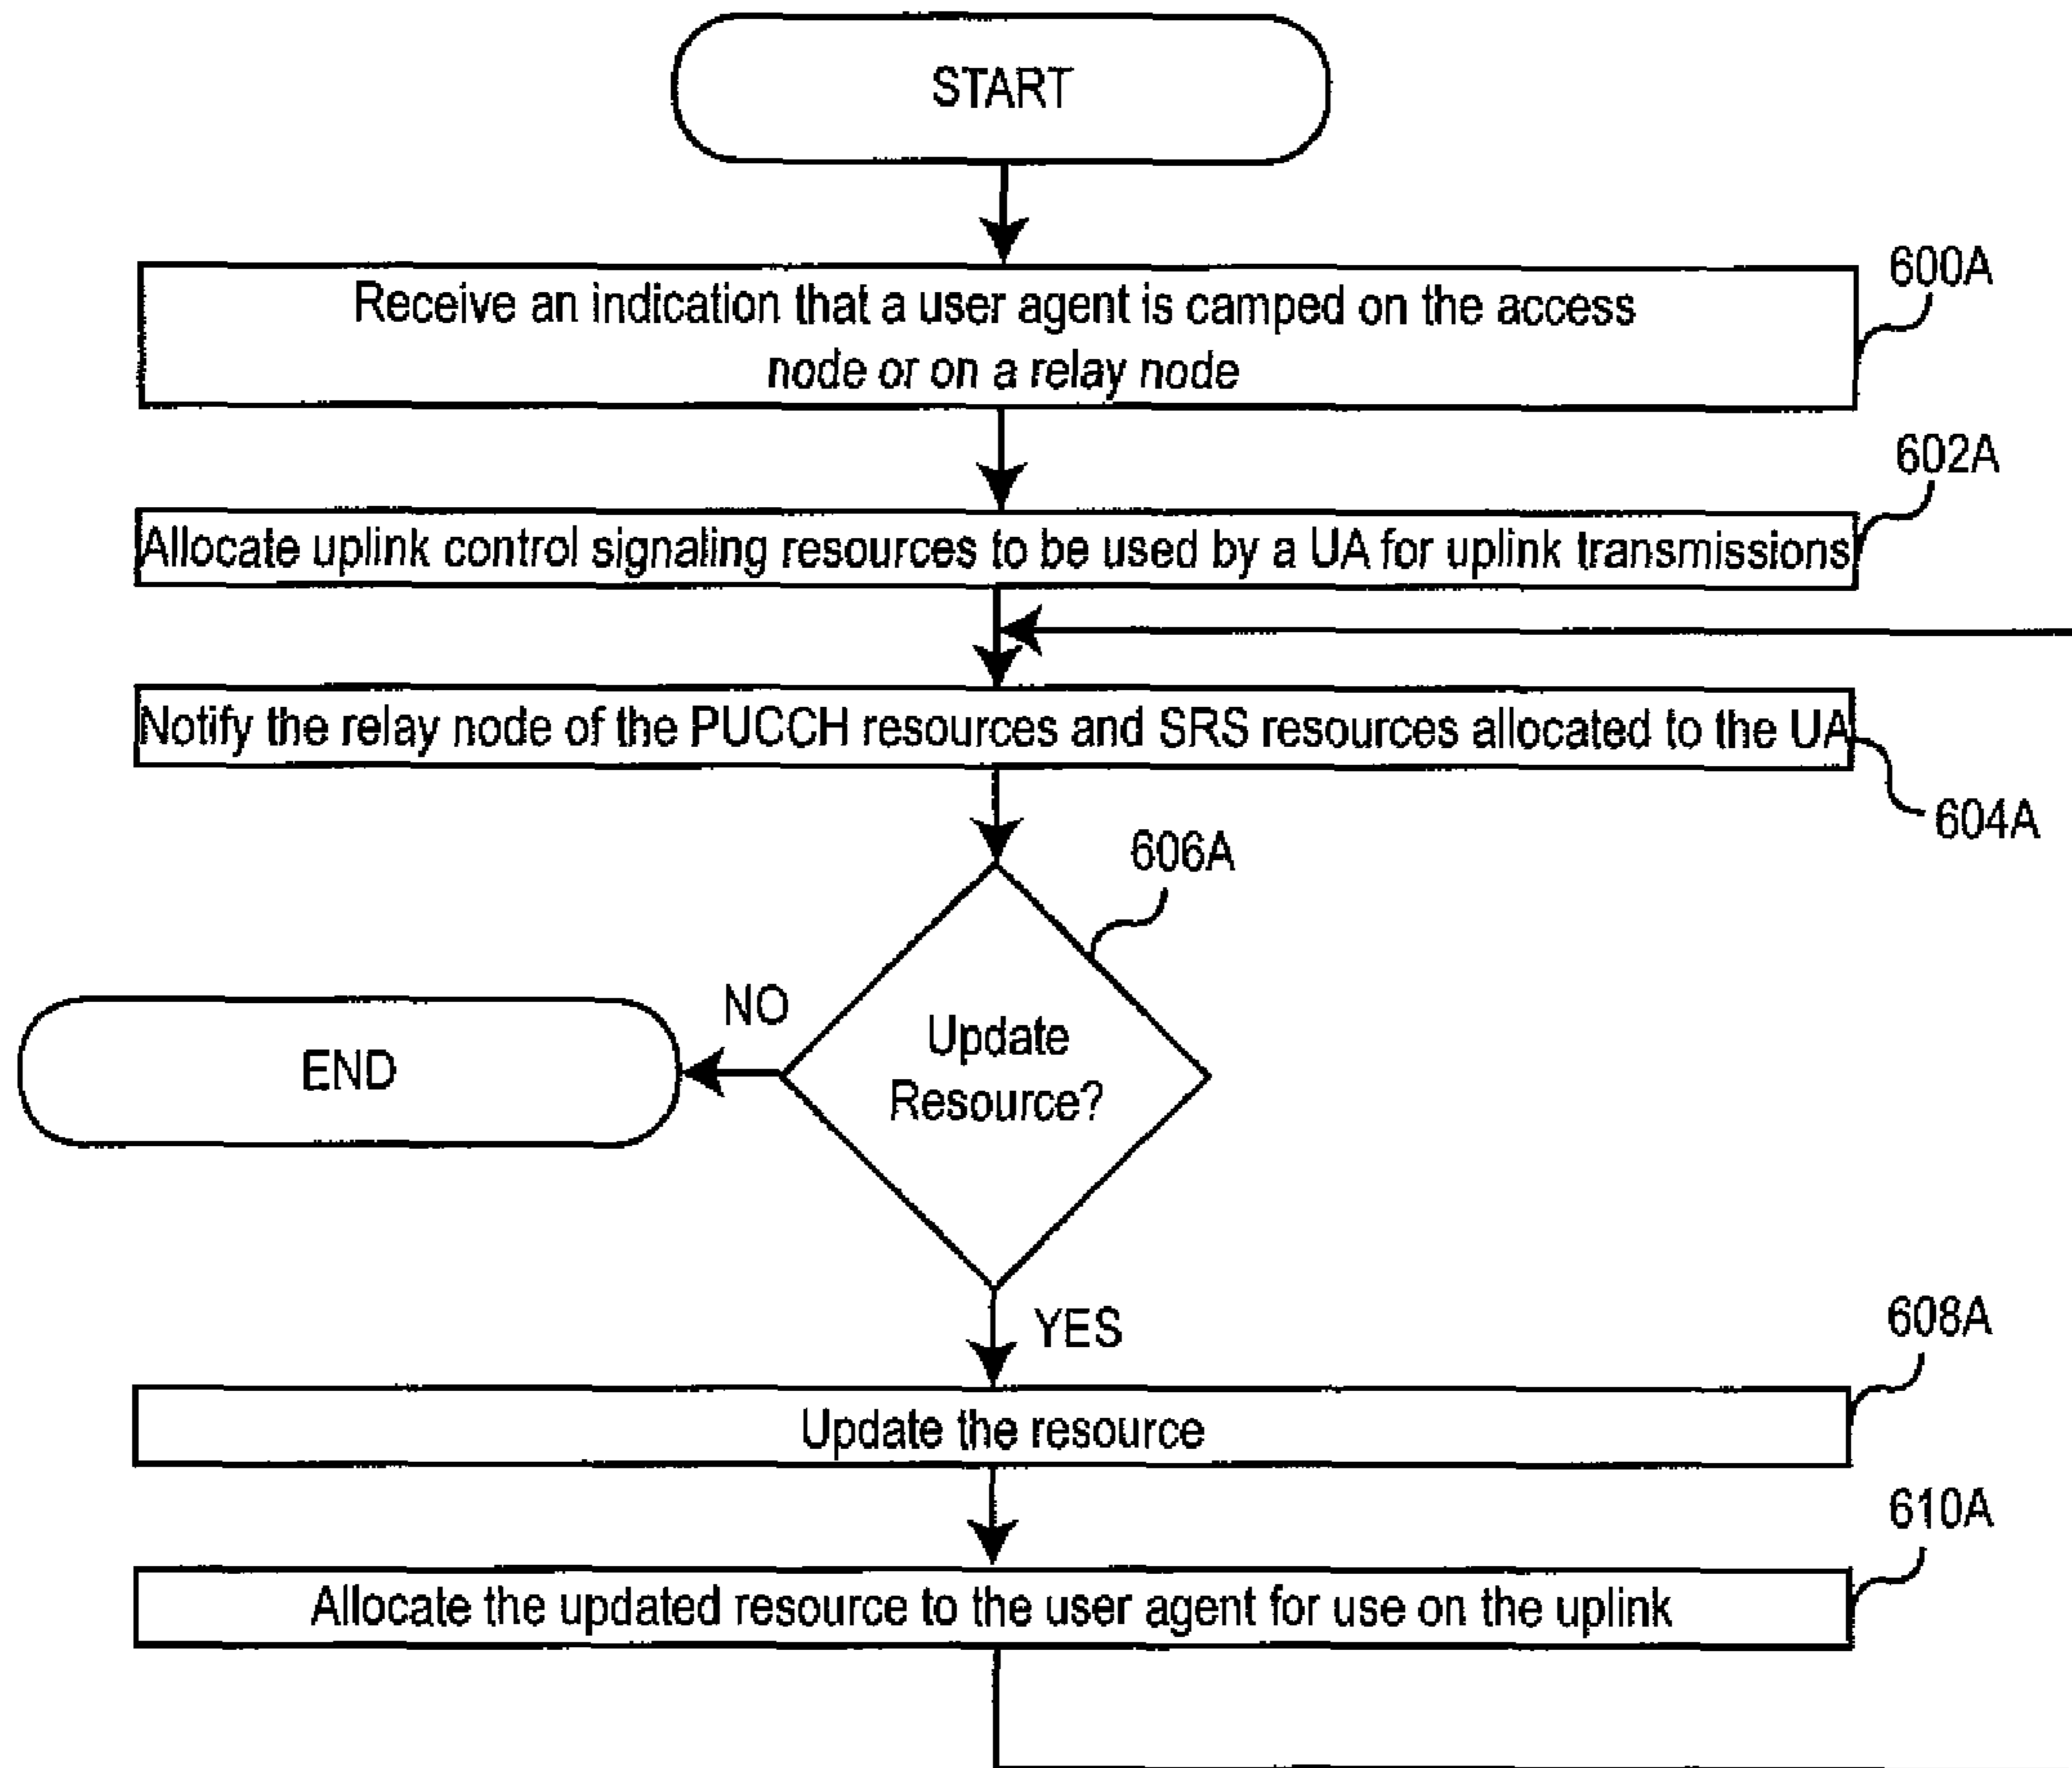 START
600A
Receive an indication that a user agent is camped on the access
node or on a relay node
602A
Allocate uplink control signaling resources to be used by a UA for uplink transmissions
Notify the relay node of the PUCCH resources and SRS resources allocated to the UA
604A
606A
NO
Update
Resource?
END
YES
608A
Update the resource
610A
Allocate the updated resource to the user agent for use on the uplink